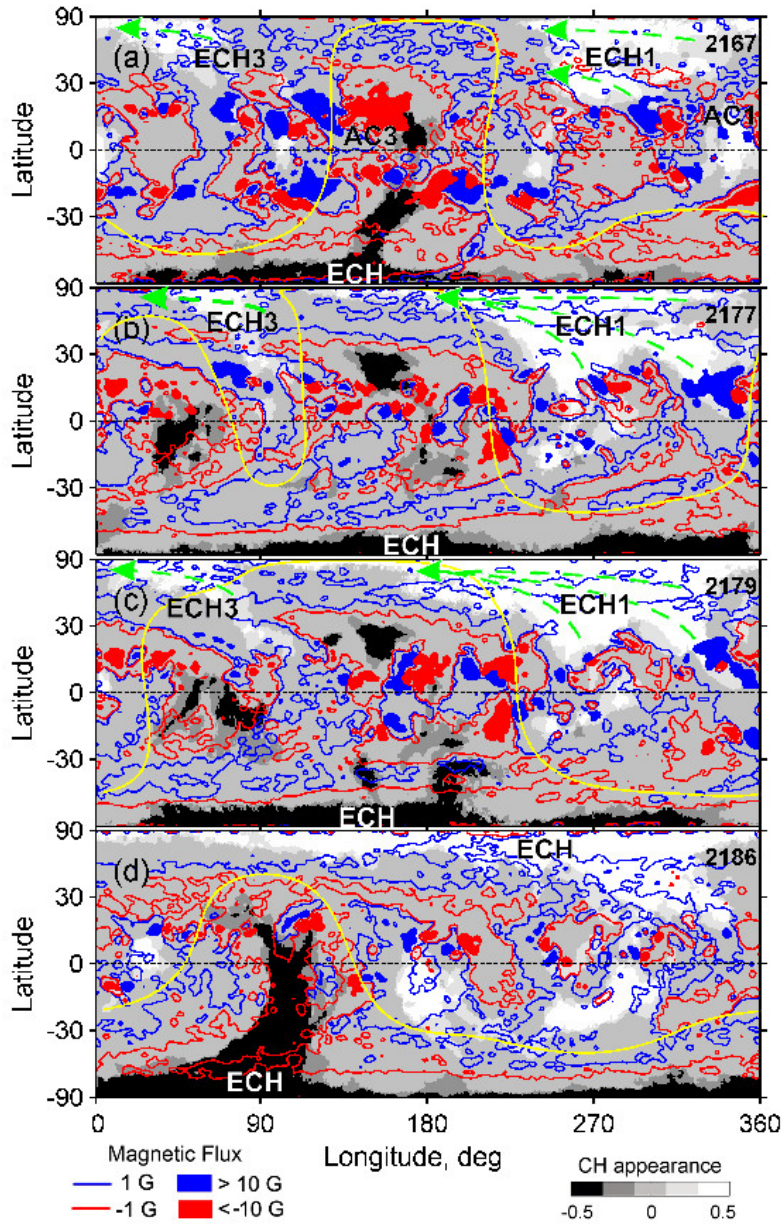 90
(a)
ECH3
ECH1
2167
30
AC3
AC1
Latitude
0
-30
ECH
90
(b)
ECH3
ECH1
2177
30
Latitude
0
-30
ECH
90
(c)
ECH3
ECH1
2179
30
Latitude
0
-30
ECH
90
(d)
ECH
2186
30
Latitude
0
-30
ECH
-90
0 90 180 270 360
Longitude, deg
Magnetic Flux
1 G > 10 G
-1 G <-10 G
CH appearance
-0.5 0 0.5